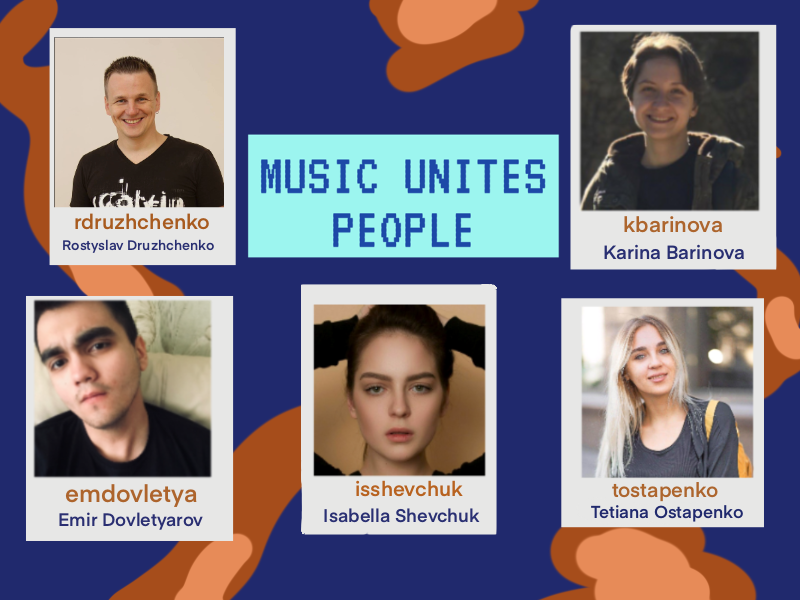 MUSIC UNITES
PEOPLE
rdruzhchenko
Rostyslav Druzhchenko
kbarinova
Karina Barinova
emdovletya
Emir Dovletyarov
isshevchuk
Isabella Shevchuk
tostapenko
Tetiana Ostapenko